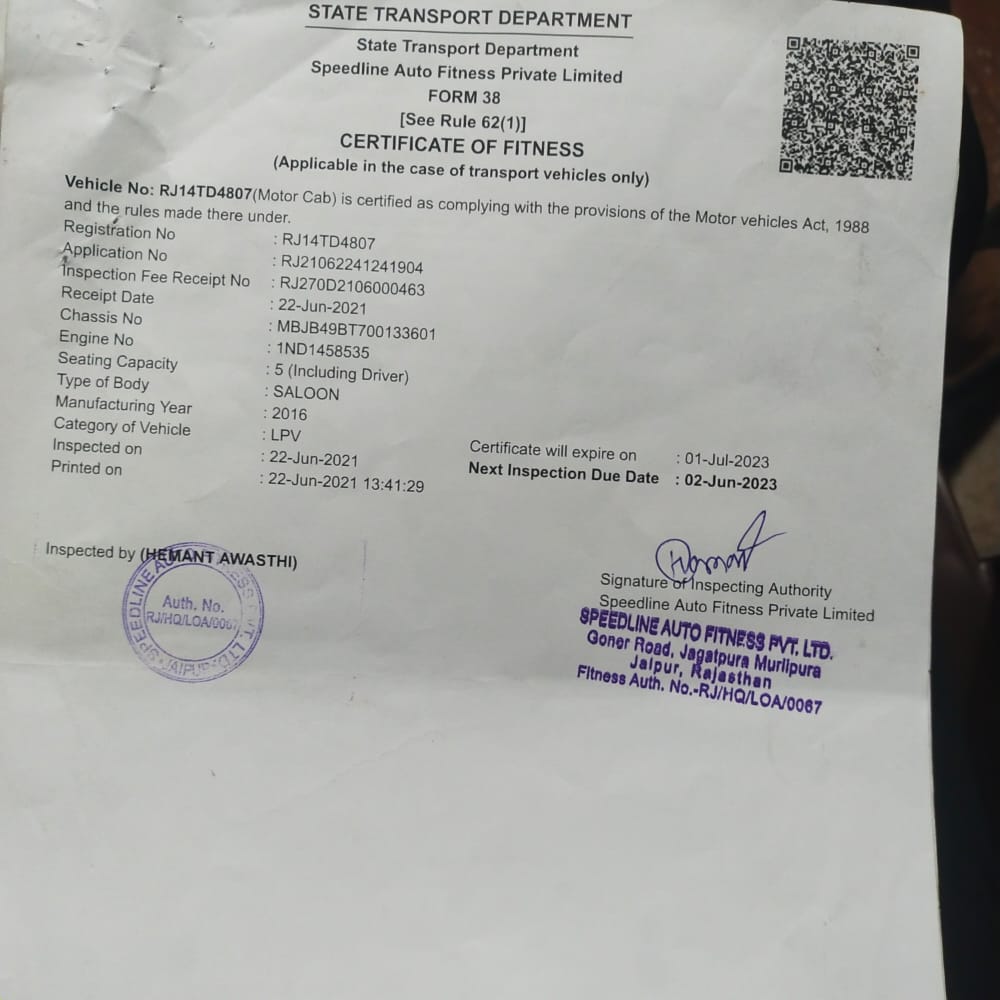 STATE TRANSPORT DEPARTMENT
State Transport Department
Speedline Auto Fitness Private Limited
FORM 38
[See Rule 62(1)]
CERTIFICATE OF FITNESS
(Applicable in the case of transport vehicles only)
Vehicle No: RJ14TD4807(Motor Cab) is certified as complying with the provisions of the Motor vehicles Act, 1988
and the rules made there under.
Registration No : RJ14TD4807
Application No : RJ21062241241904
Inspection Fee Receipt No : RJ270D2106000463
Receipt Date : 22-Jun-2021
Chassis No : MBJB49BT700133601
Engine No : 1ND1458535
Seating Capacity : 5 (Including Driver)
Type of Body : SALOON
Manufacturing Year : 2016
Category of Vehicle : LPV
Inspected on : 22-Jun-2021
Printed on : 22-Jun-2021 13:41:29
Certificate will expire on : 01-Jul-2023
Next Inspection Due Date : 02-Jun-2023
Inspected by (HEMANT AWASTHI)
SPEEDLINE AUTO FITNESS PVT. LTD.
Auth. No.
RJ/HQ/LOA/0067
JAIPUR
Hemant
Signature of Inspecting Authority
Speedline Auto Fitness Private Limited
SPEEDLINE AUTO FITNESS PVT. LTD.
Goner Road, Jagatpura Murlipura
Jaipur, Rajasthan
Fitness Auth. No.-RJ/HQ/LOA/0067